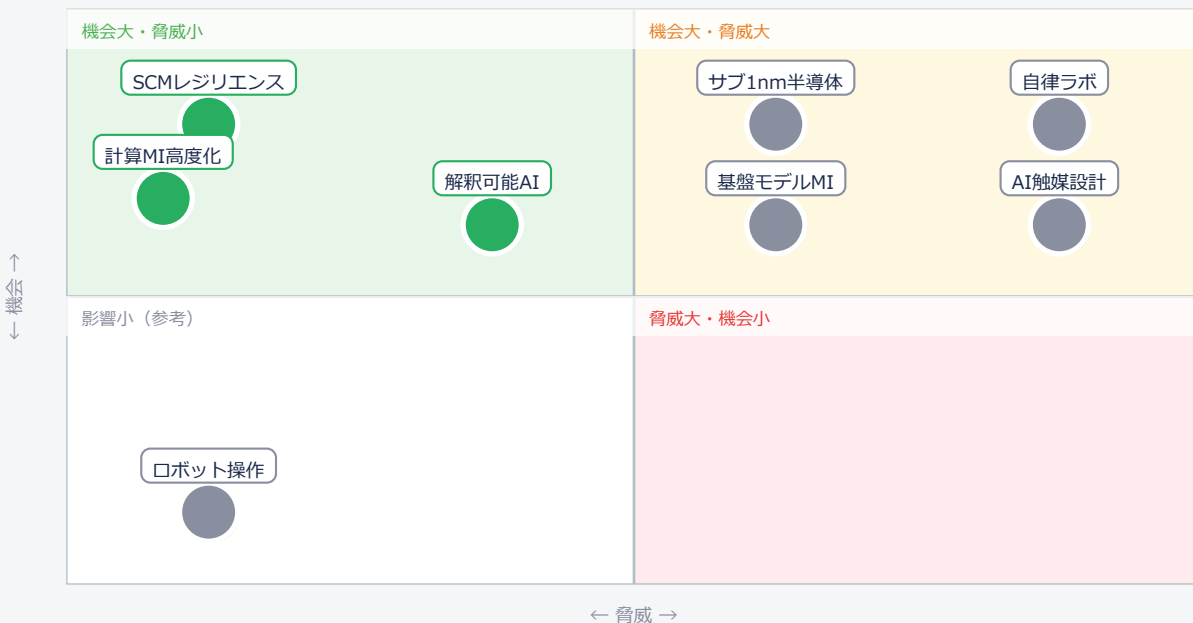 機会大・脅威小
機会大・脅威大
SCMレジリエンス
サブ1nm半導体
自律ラボ
計算MI高度化
解釈可能AI
基盤モデルMI
AI触媒設計
← 機会 →
影響小（参考）
脅威大・機会小
ロボット操作
← 脅威 →